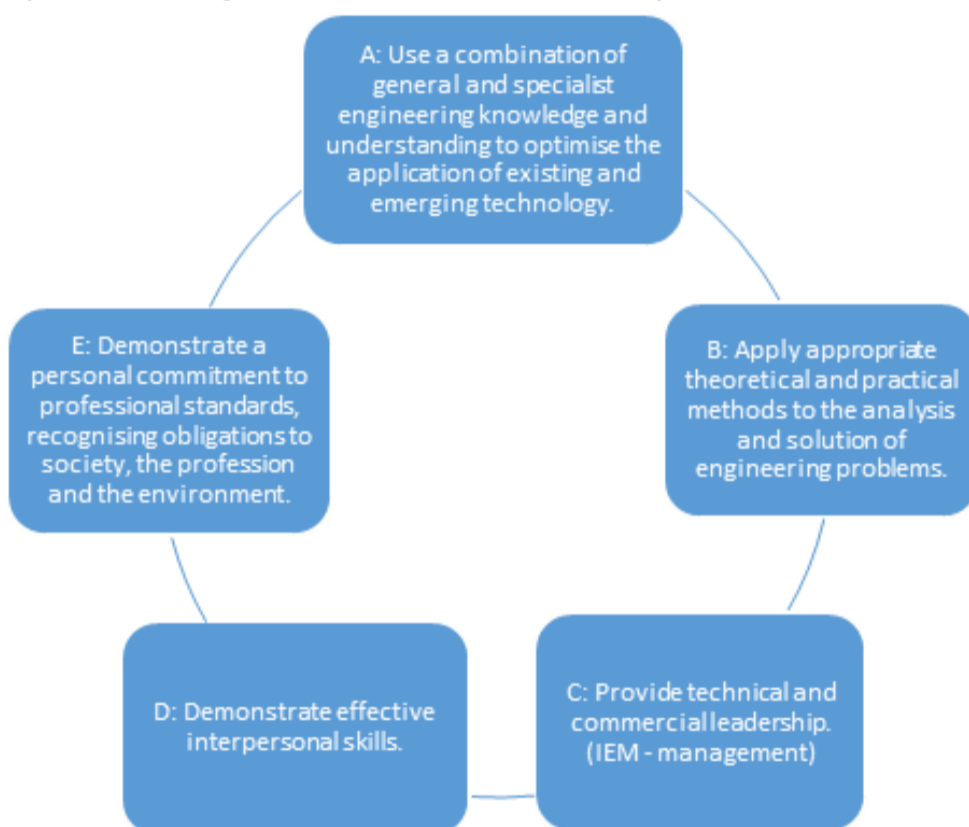 A: Use a combination of
general and specialist
engineering knowledge and
understanding to optimise the
application of existing and
emerging technology.
B: Apply appropriate
theoretical and practical
methods to the analysis
and solution of
engineering problems.
C: Provide technical and
commercial leadership.
(IEM - management)
D: Demonstrate effective
interpersonal skills.
E: Demonstrate a
personal commitment to
professional standards,
recognising obligations to
society, the profession
and the environment.